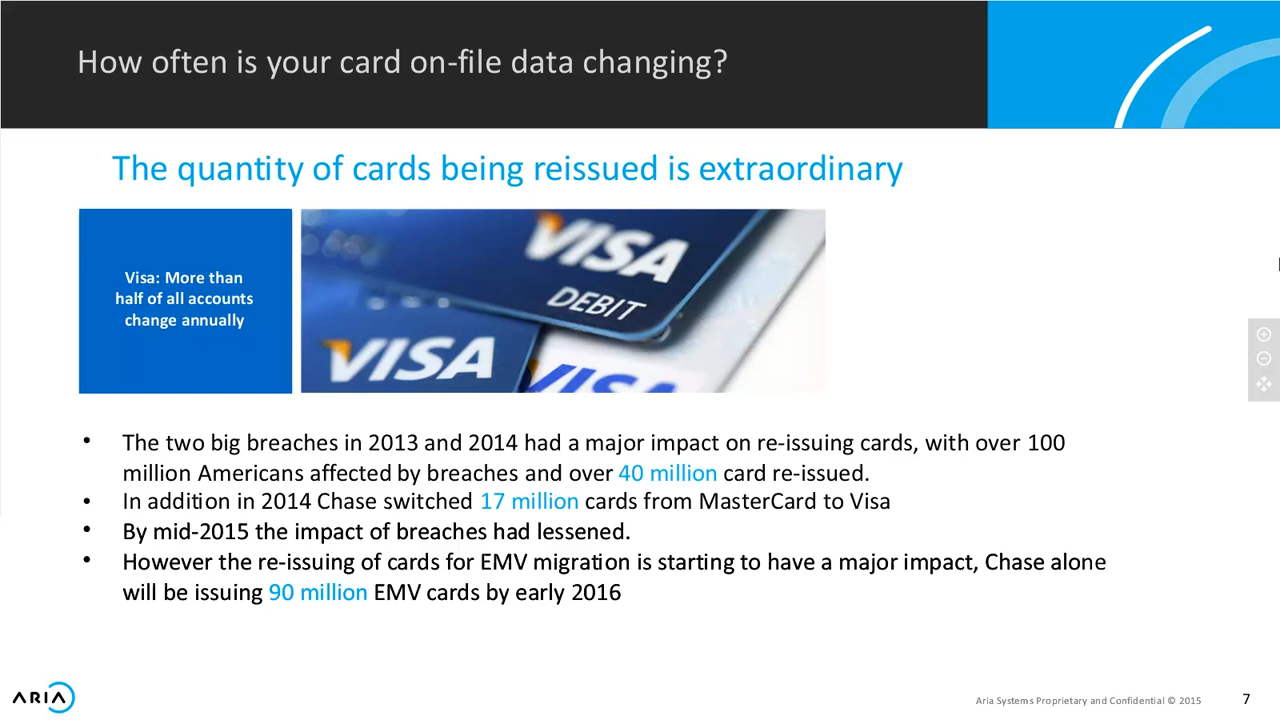 How often is your card on-file data changing?
The quantity of cards being reissued is extraordinary
Visa: More than
half of all accounts
change annually
VISA
DEBIT
VISA
VISA
• The two big breaches in 2013 and 2014 had a major impact on re-issuing cards, with over 100
million Americans affected by breaches and over 40 million card re-issued.
• In addition in 2014 Chase switched 17 million cards from MasterCard to Visa
• By mid-2015 the impact of breaches had lessened.
• However the re-issuing of cards for EMV migration is starting to have a major impact, Chase alone
will be issuing 90 million EMV cards by early 2016
ARIA
Aria Systems Proprietary and Confidential © 2015
7